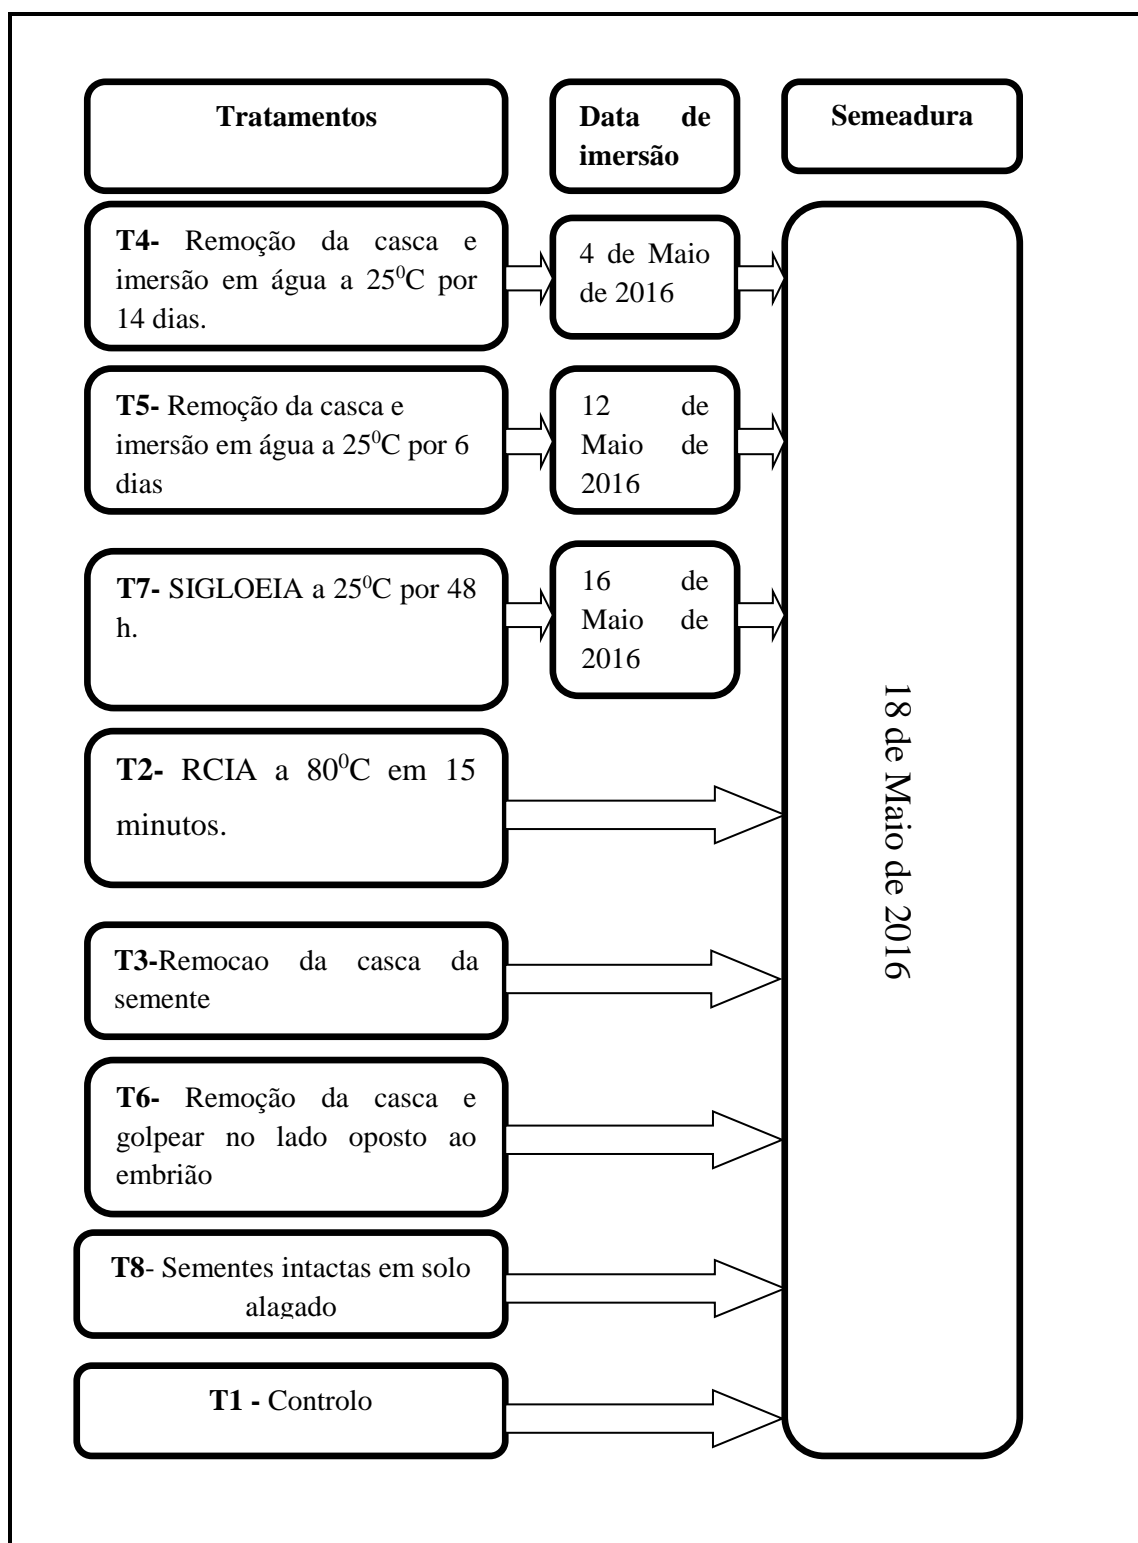 Tratamentos
Data de
imersão
Semeadura
T4- Remoção da casca e
imersão em água a 25⁰C por
14 dias.
4 de Maio
de 2016
T5- Remoção da casca e
imersão em água a 25⁰C por 6
dias
12 de
Maio de
2016
T7- SIGLOEIA a 25⁰C por 48
h.
16 de
Maio de
2016
T2- RCIA a 80⁰C em 15
minutos.
T3-Remocao da casca da
semente
T6- Remoção da casca e
golpear no lado oposto ao
embrião
T8- Sementes intactas em solo
alagado
T1 - Controlo
18 de Maio de 2016